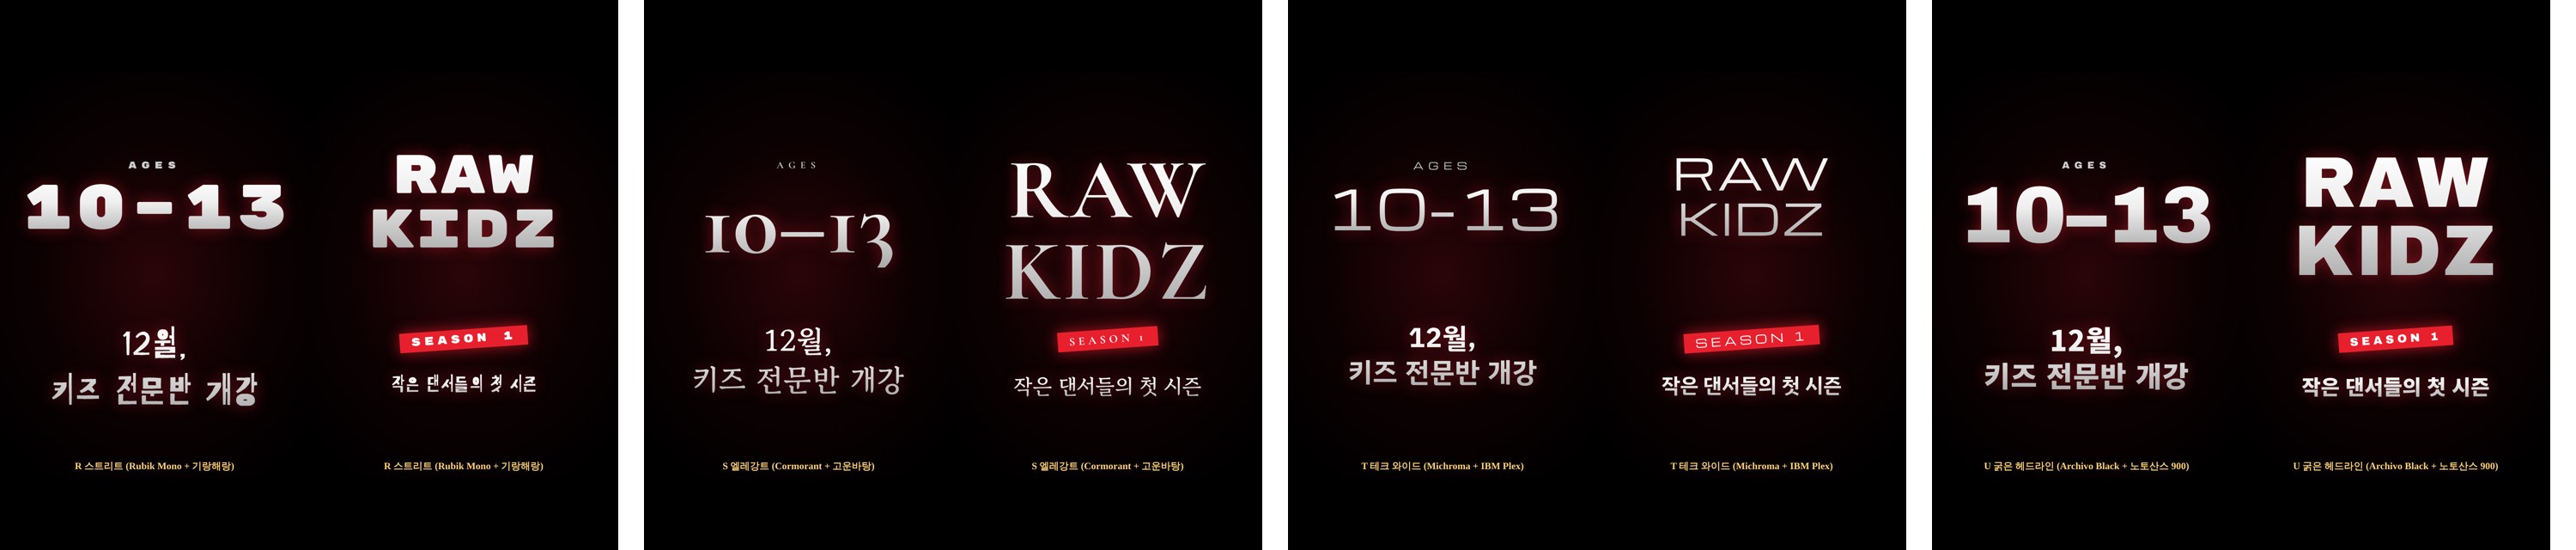 AGES
10-13
12월,
키즈 전문반 개강
R 스트리트 (Rubik Mono + 기랑해랑)
RAW
KIDZ
SEASON 1
작은 댄서들의 첫 시즌
R 스트리트 (Rubik Mono + 기랑해랑)
AGES
10–13
12월,
키즈 전문반 개강
S 엘레강트 (Cormorant + 고운바탕)
RAW
KIDZ
SEASON 1
작은 댄서들의 첫 시즌
S 엘레강트 (Cormorant + 고운바탕)
AGES
10-13
12월,
키즈 전문반 개강
T 테크 와이드 (Michroma + IBM Plex)
RAW
KIDZ
SEASON 1
작은 댄서들의 첫 시즌
T 테크 와이드 (Michroma + IBM Plex)
AGES
10–13
12월,
키즈 전문반 개강
U 굵은 헤드라인 (Archivo Black + 노토산스 900)
RAW
KIDZ
SEASON 1
작은 댄서들의 첫 시즌
U 굵은 헤드라인 (Archivo Black + 노토산스 900)